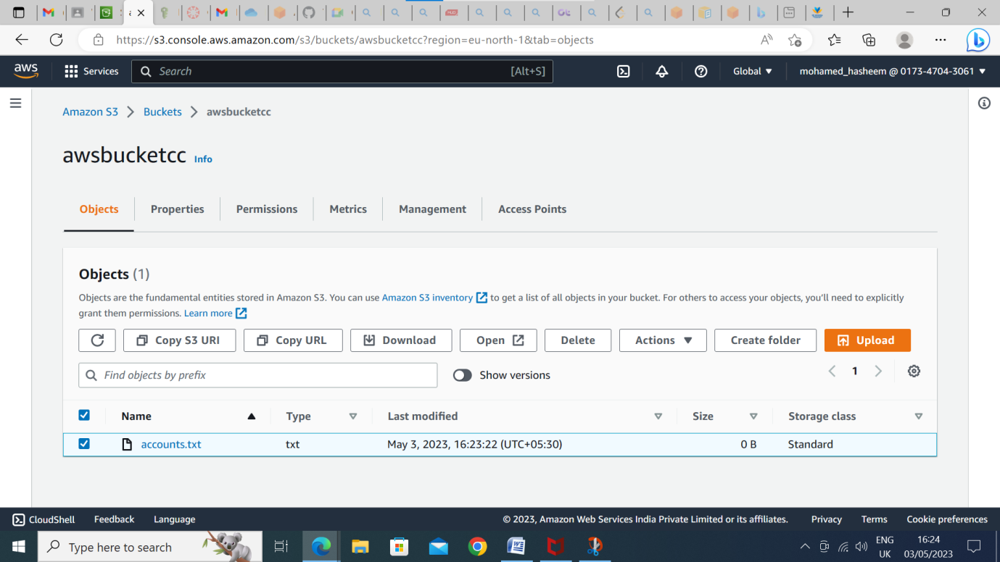 https://s3.console.aws.amazon.com/s3/buckets/awsbucketcc?region=eu-north-1&tab=objects
aws Services Search [Alt+S] Global mohamed_hasheem @ 0173-4704-3061
Amazon S3 Buckets awsbucketcc
awsbucketcc Info
Objects Properties Permissions Metrics Management Access Points
Objects (1)
Objects are the fundamental entities stored in Amazon S3. You can use Amazon S3 inventory to get a list of all objects in your bucket. For others to access your objects, you'll need to explicitly
grant them permissions. Learn more
Copy S3 URI Copy URL Download Open Delete Actions Create folder Upload
Find objects by prefix Show versions 1
Name Type Last modified Size Storage class
accounts.txt txt May 3, 2023, 16:23:22 (UTC+05:30) 0 B Standard
CloudShell Feedback Language © 2023, Amazon Web Services India Private Limited or its affiliates. Privacy Terms Cookie preferences
Type here to search ENG 16:24
UK 03/05/2023